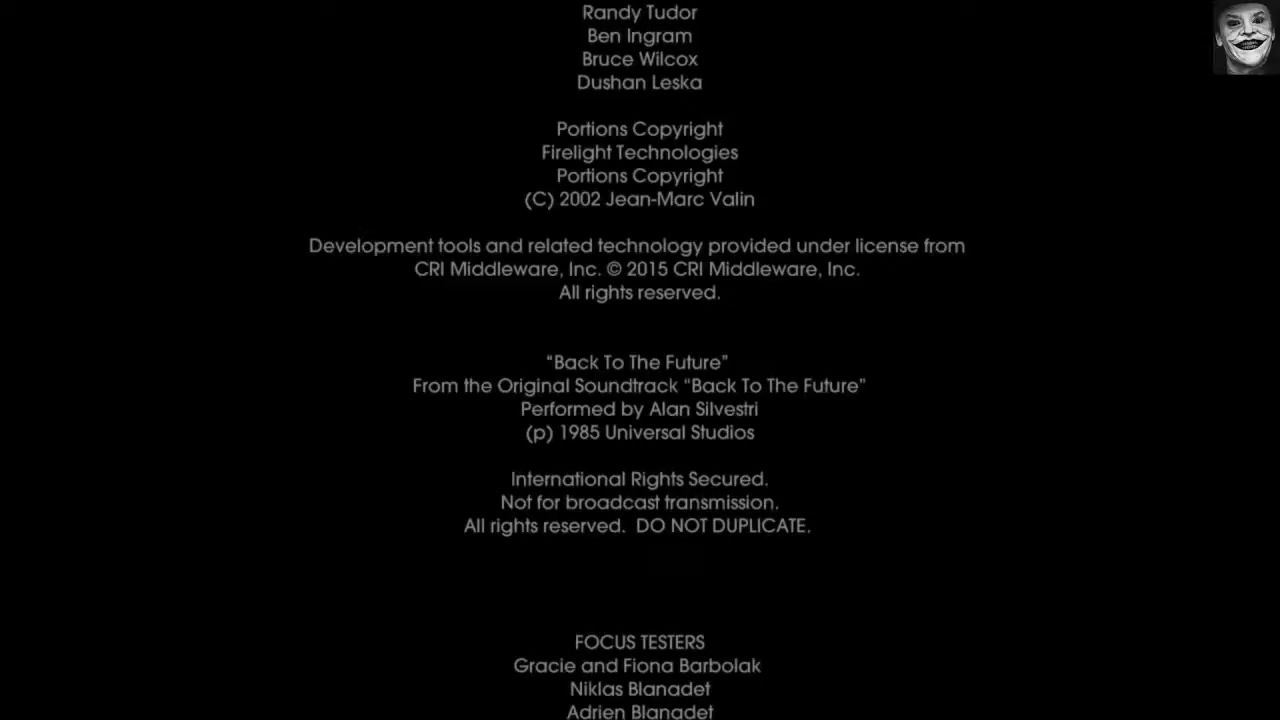 Randy Tudor
Ben Ingram
Bruce Wilcox
Dushan Leska
Portions Copyright
Firelight Technologies
Portions Copyright
(C) 2002 Jean-Marc Valin
Development tools and related technology provided under license from
CRI Middleware, Inc. © 2015 CRI Middleware, Inc.
All rights reserved.
“Back To The Future”
From the Original Soundtrack “Back To The Future”
Performed by Alan Silvestri
(p) 1985 Universal Studios
International Rights Secured.
Not for broadcast transmission.
All rights reserved.  DO NOT DUPLICATE.
FOCUS TESTERS
Gracie and Fiona Barbolak
Niklas Blanadet
Adrien Blanadet